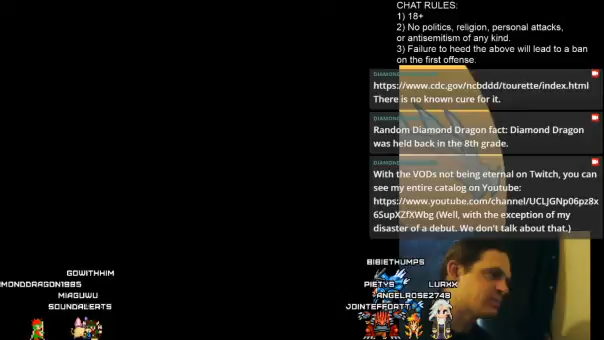 CHAT RULES:
1) 18+
2) No politics, religion, personal attacks,
or antisemitism of any kind.
3) Failure to heed the above will lead to a ban
on the first offense.
https://www.cdc.gov/ncbddd/tourette/index.html
There is no known cure for it.
Random Diamond Dragon fact: Diamond Dragon
was held back in the 8th grade.
With the VODs not being eternal on Twitch, you can
see my entire catalog on Youtube:
https://www.youtube.com/channel/UCLJGNp06pz8x
6SupXZfXWbg (Well, with the exception of my
disaster of a debut. We don't talk about that.)
GOWITHHIM
MONDDRAGON1985
MIAGUWU
SOUNDALERTS
BIBIETHUMPS
PIETYS LURXX
ANGELROSE2748
JOINTEFFORTT